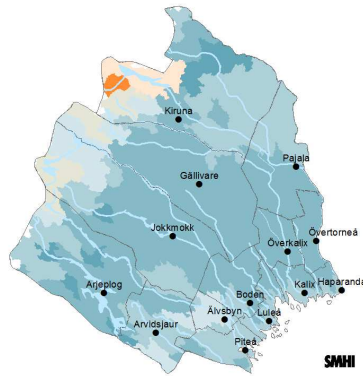 Kiruna
Pajala
Gällivare
Jokkmokk
Övertorneå
Överkalix
Arjeplog
Boden
Kalix
Haparanda
Älvsbyn
Luleå
Arvidsjaur
Piteå
SMHI